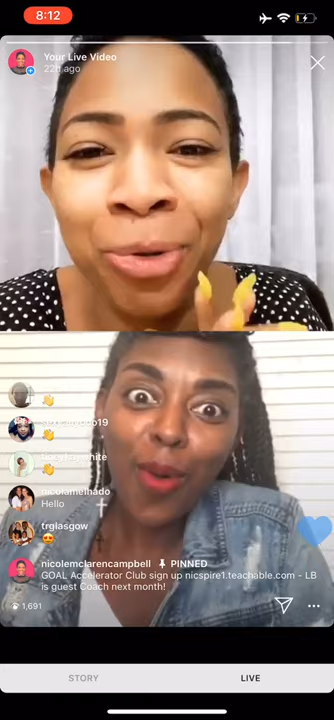 8:12
Your Live Video
22h ago
nicolamelhado
Hello
trglasgow
nicolemclarencampbell PINNED
GOAL Accelerator Club sign up nicspire1.teachable.com - LB
is guest Coach next month!
1,691
STORY
LIVE